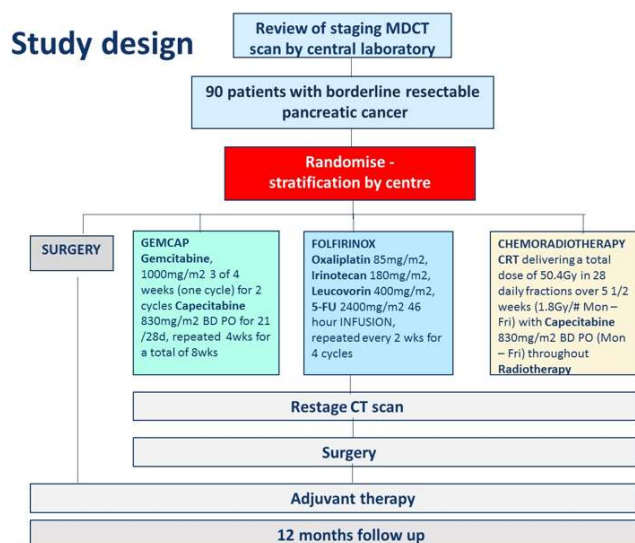 Study design
Review of staging MDCT
scan by central laboratory
90 patients with borderline resectable
pancreatic cancer
Randomise -
stratification by centre
SURGERY
GEMCAP
Gemcitabine,
1000mg/m2 3 of 4
weeks (one cycle) for 2
cycles Capecitabine
830mg/m2 BD PO for 21
/28d, repeated 4wks for
a total of 8wks
FOLFIRINOX
Oxaliplatin 85mg/m2,
Irinotecan 180mg/m2,
Leucovorin 400mg/m2,
5-FU 2400mg/m2 46
hour INFUSION,
repeated every 2 wks for
4 cycles
CHEMORADIOTHERAPY
CRT delivering a total
dose of 50.4Gy in 28
daily fractions over 5 1/2
weeks (1.8Gy/# Mon –
Fri) with Capecitabine
830mg/m2 BD PO (Mon
– Fri) throughout
Radiotherapy
Restage CT scan
Surgery
Adjuvant therapy
12 months follow up